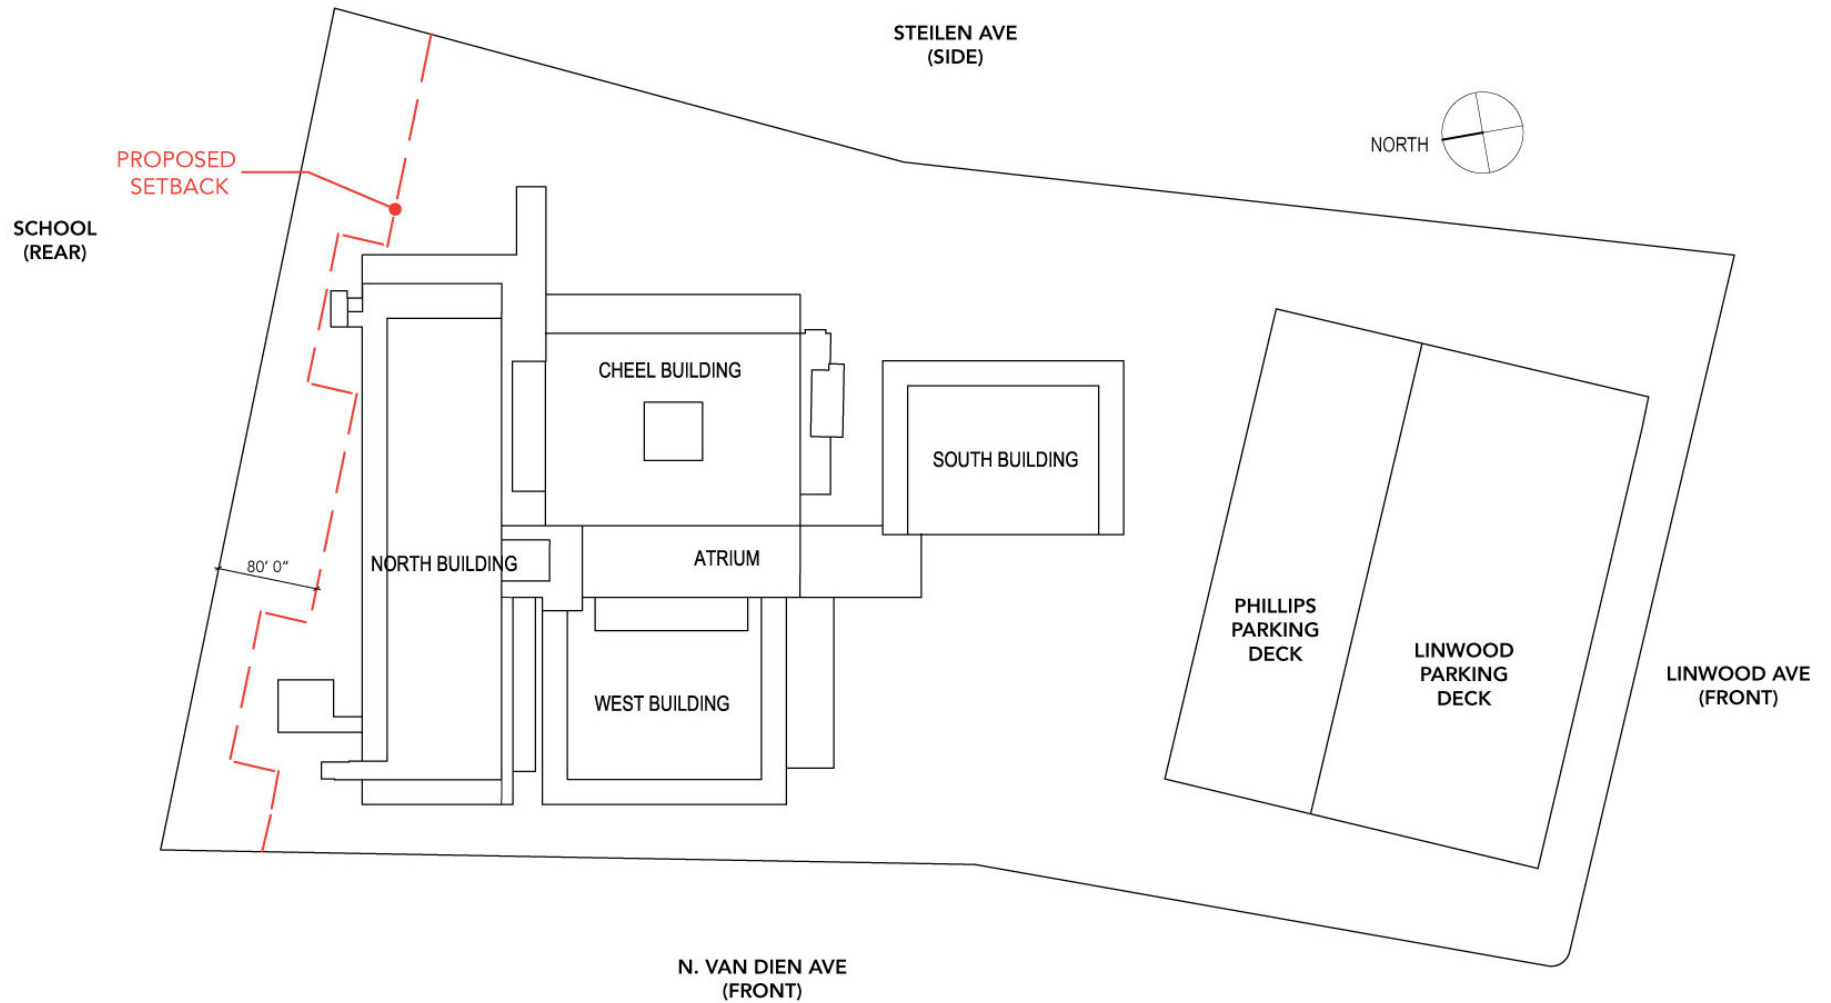 STEILEN AVE
(SIDE)
NORTH
PROPOSED
SETBACK
SCHOOL
(REAR)
CHEEL BUILDING
SOUTH BUILDING
NORTH BUILDING
ATRIUM
80' 0"
WEST BUILDING
PHILLIPS
PARKING
DECK
LINWOOD
PARKING
DECK
LINWOOD AVE
(FRONT)
N. VAN DIEN AVE
(FRONT)